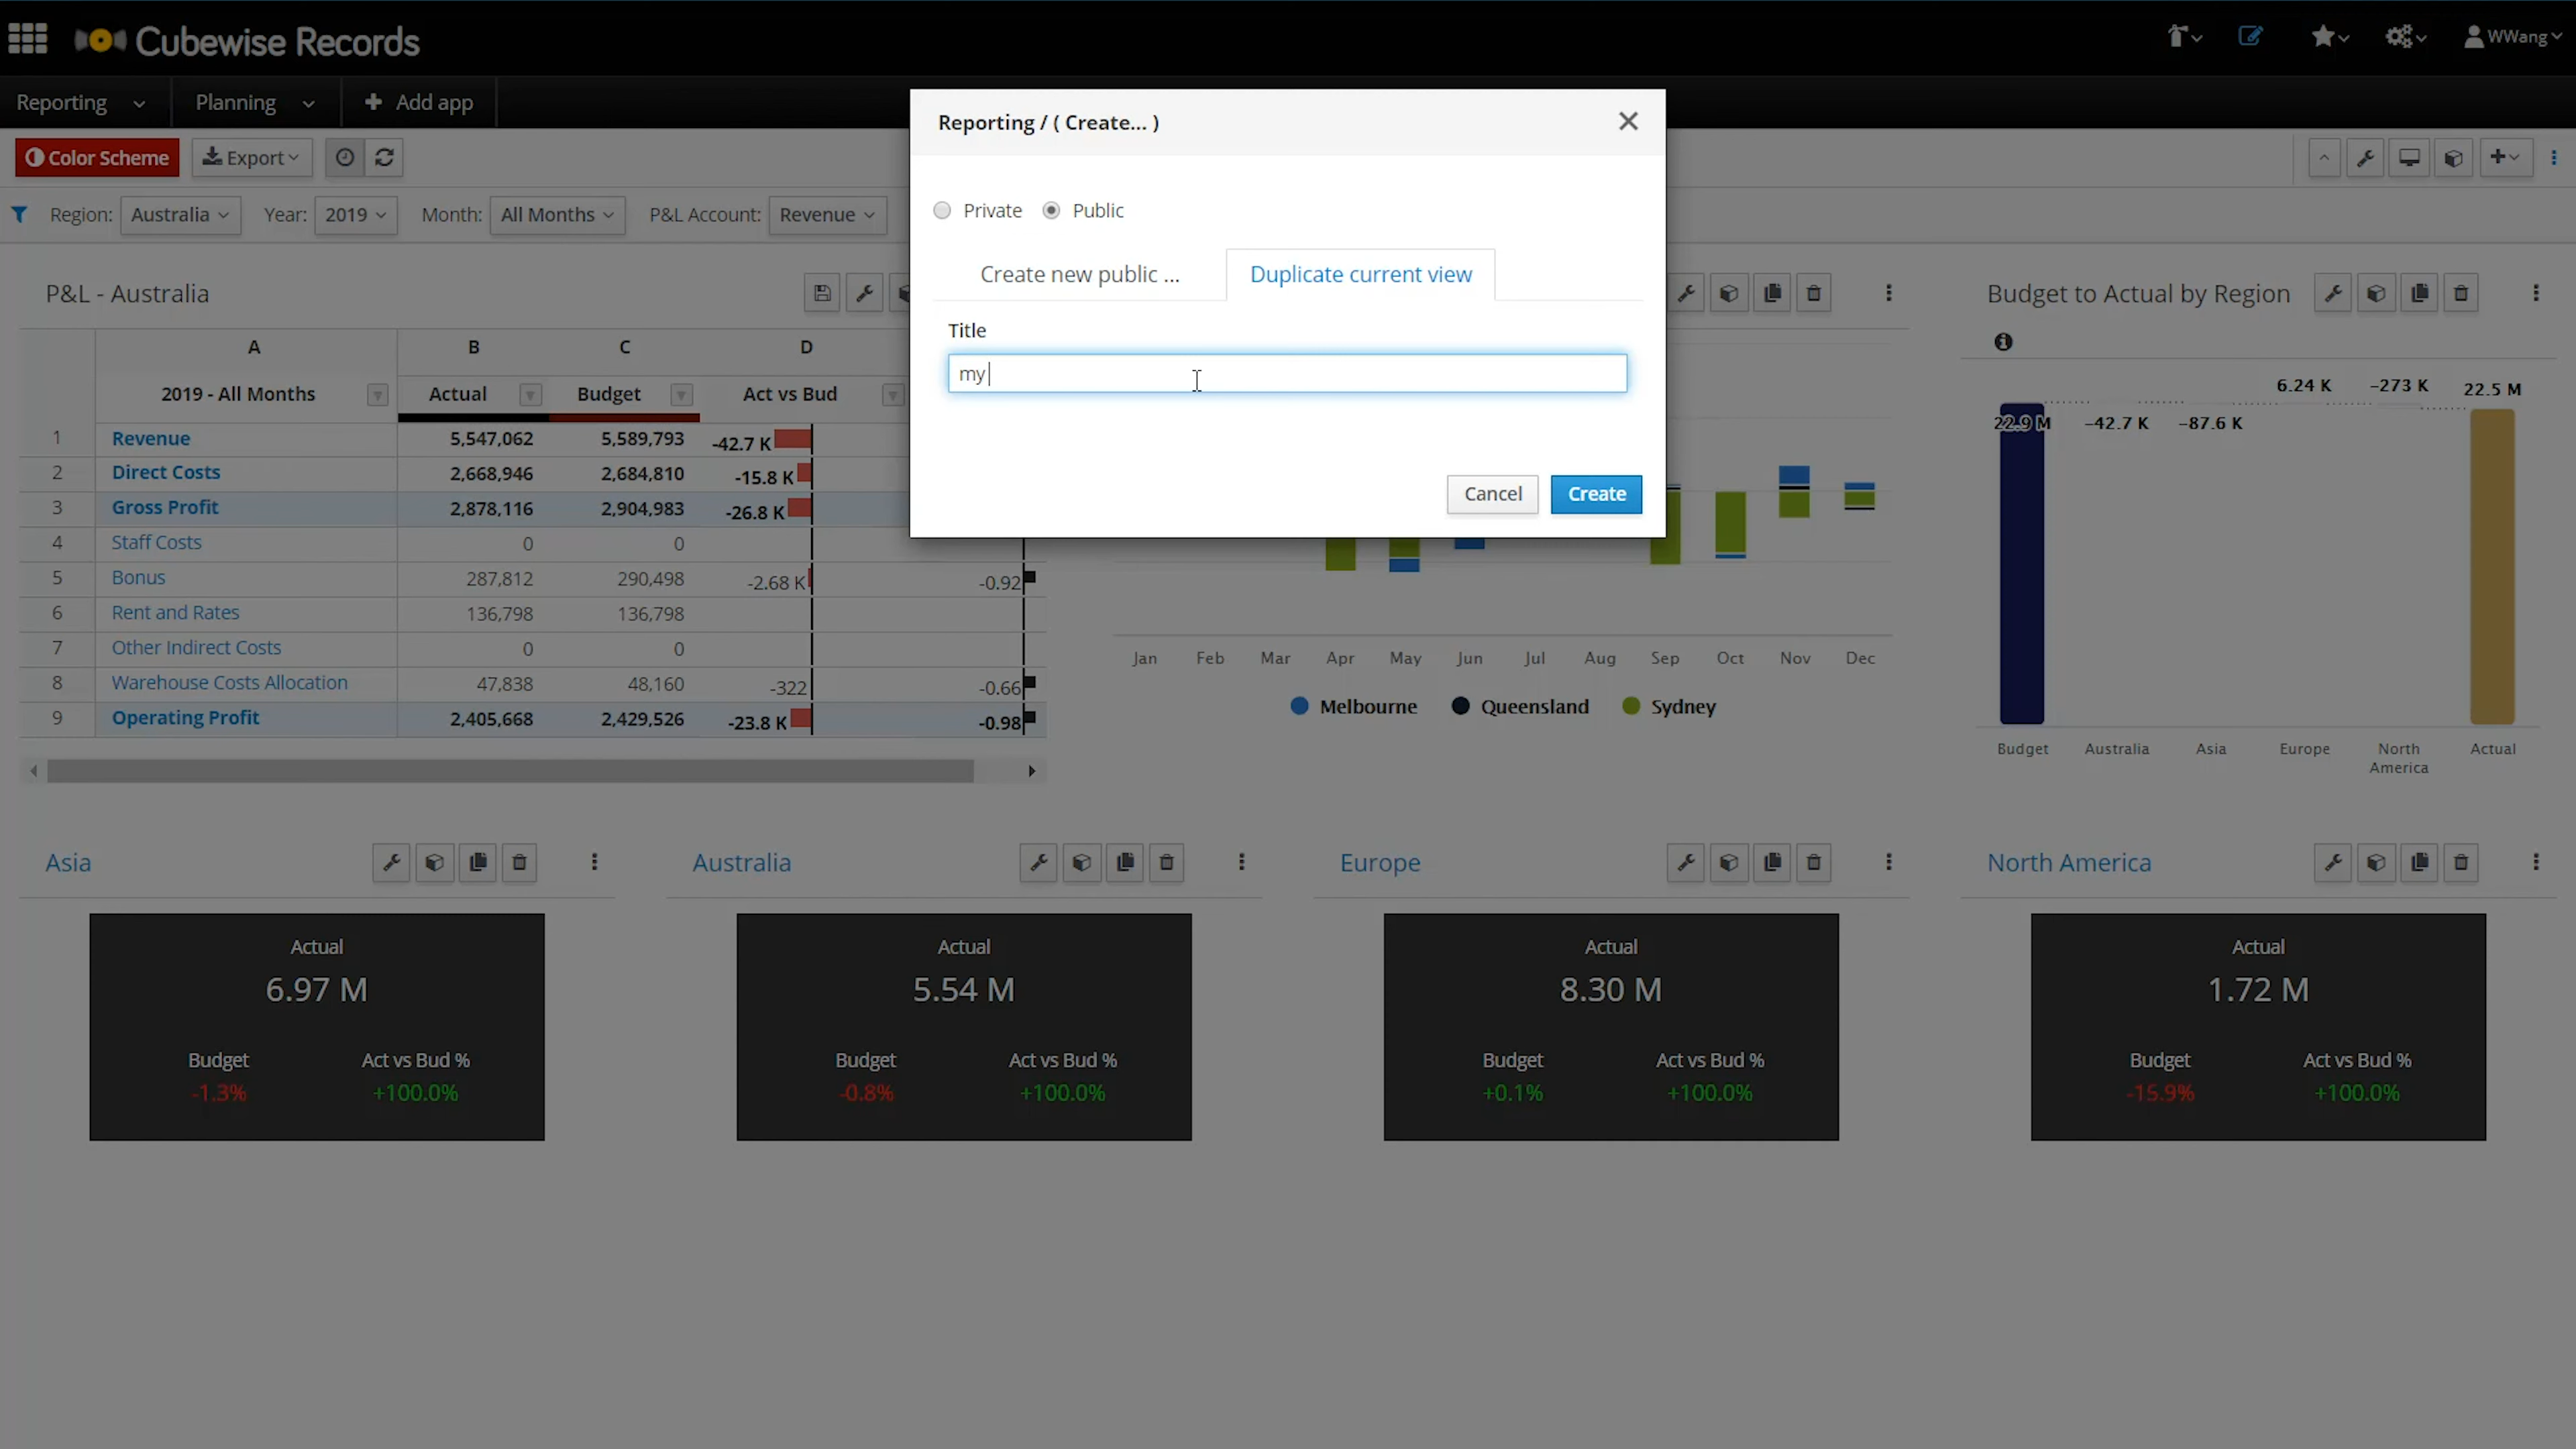 Cubewise Records
WWang
Reporting
Planning
Add app
Color Scheme
Export
Region: Australia Year: 2019 Month: All Months P&L Account: Revenue
Reporting / ( Create... )
Private Public
Create new public ...
Duplicate current view
Title
my
Cancel
Create
P&L - Australia
A B C D
2019 - All Months Actual Budget Act vs Bud
1 Revenue 5,547,062 5,589,793 -42.7 K
2 Direct Costs 2,668,946 2,684,810 -15.8 K
3 Gross Profit 2,878,116 2,904,983 -26.8 K
4 Staff Costs 0 0
5 Bonus 287,812 290,498 -2.68 K -0.92
6 Rent and Rates 136,798 136,798
7 Other Indirect Costs 0 0
8 Warehouse Costs Allocation 47,838 48,160 -322 -0.66
9 Operating Profit 2,405,668 2,429,526 -23.8 K -0.98
Jan Feb Mar Apr May Jun Jul Aug Sep Oct Nov Dec
Melbourne Queensland Sydney
Budget to Actual by Region
22.9 M -42.7 K -87.6 K 6.24 K -273 K 22.5 M
Budget Australia Asia Europe North America Actual
Asia
Actual
6.97 M
Budget Act vs Bud %
-1.3% +100.0%
Australia
Actual
5.54 M
Budget Act vs Bud %
-0.8% +100.0%
Europe
Actual
8.30 M
Budget Act vs Bud %
+0.1% +100.0%
North America
Actual
1.72 M
Budget Act vs Bud %
-15.9% +100.0%